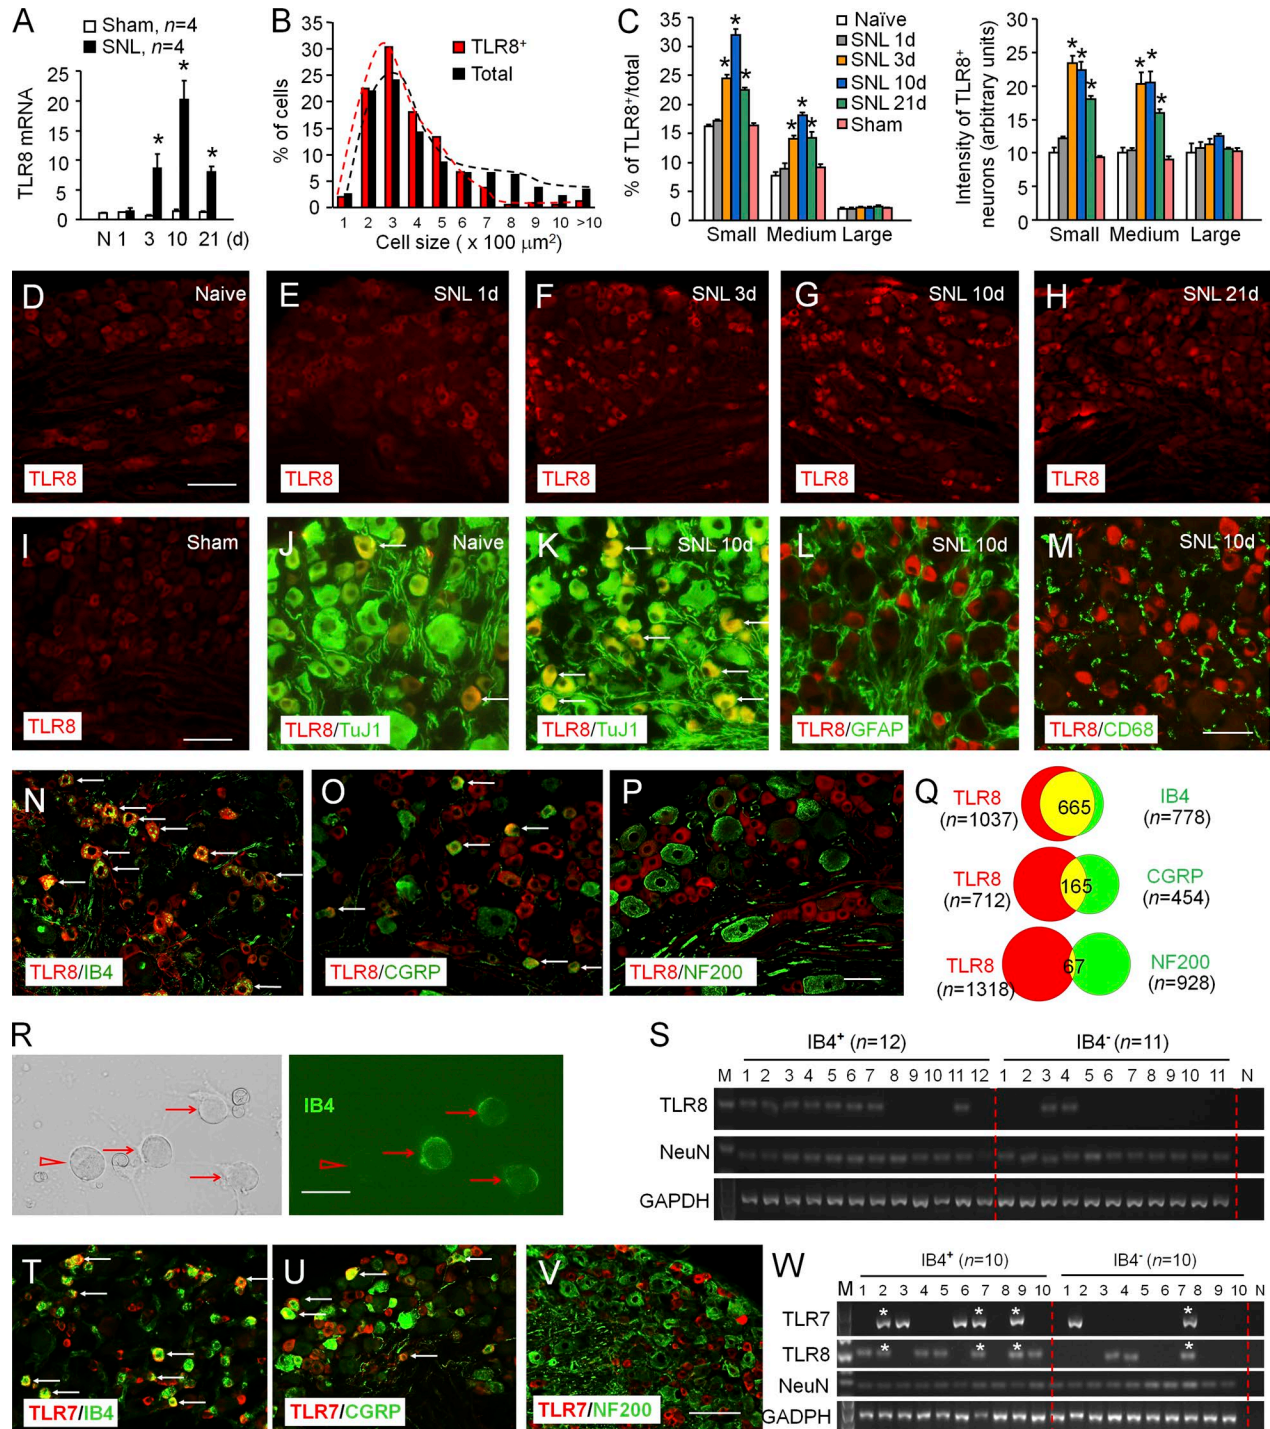 A
Sham, n=4
SNL, n=4
TLR8 mRNA
25
20
15
10
5
0
N 1 3 10 21 (d)
B
% of cells
35
30
25
20
15
10
5
0
TLR8+
Total
1 2 3 4 5 6 7 8 9 10 >10
Cell size ( x 100 μm2)
C
% of TLR8+/total
35
30
25
20
15
10
5
0
Naïve
SNL 1d
SNL 3d
SNL 10d
SNL 21d
Sham
Small Medium Large
Intensity of TLR8+
neurons (arbitrary units)
30
25
20
15
10
5
0
Small Medium Large
D Naive
TLR8
E SNL 1d
TLR8
F SNL 3d
TLR8
G SNL 10d
TLR8
H SNL 21d
TLR8
I Sham
TLR8
J Naive
TLR8/TuJ1
K SNL 10d
TLR8/TuJ1
L SNL 10d
TLR8/GFAP
M SNL 10d
TLR8/CD68
N
TLR8/IB4
O
TLR8/CGRP
P
TLR8/NF200
Q
TLR8 665 IB4
(n=1037) (n=778)
TLR8 165 CGRP
(n=712) (n=454)
TLR8 67 NF200
(n=1318) (n=928)
R
IB4
S
IB4+ (n=12) IB4- (n=11)
M 1 2 3 4 5 6 7 8 9 10 11 12 1 2 3 4 5 6 7 8 9 10 11 N
TLR8
NeuN
GAPDH
T
TLR7/IB4
U
TLR7/CGRP
V
TLR7/NF200
W
IB4+ (n=10) IB4- (n=10)
M 1 2 3 4 5 6 7 8 9 10 1 2 3 4 5 6 7 8 9 10 N
TLR7
TLR8
NeuN
GADPH